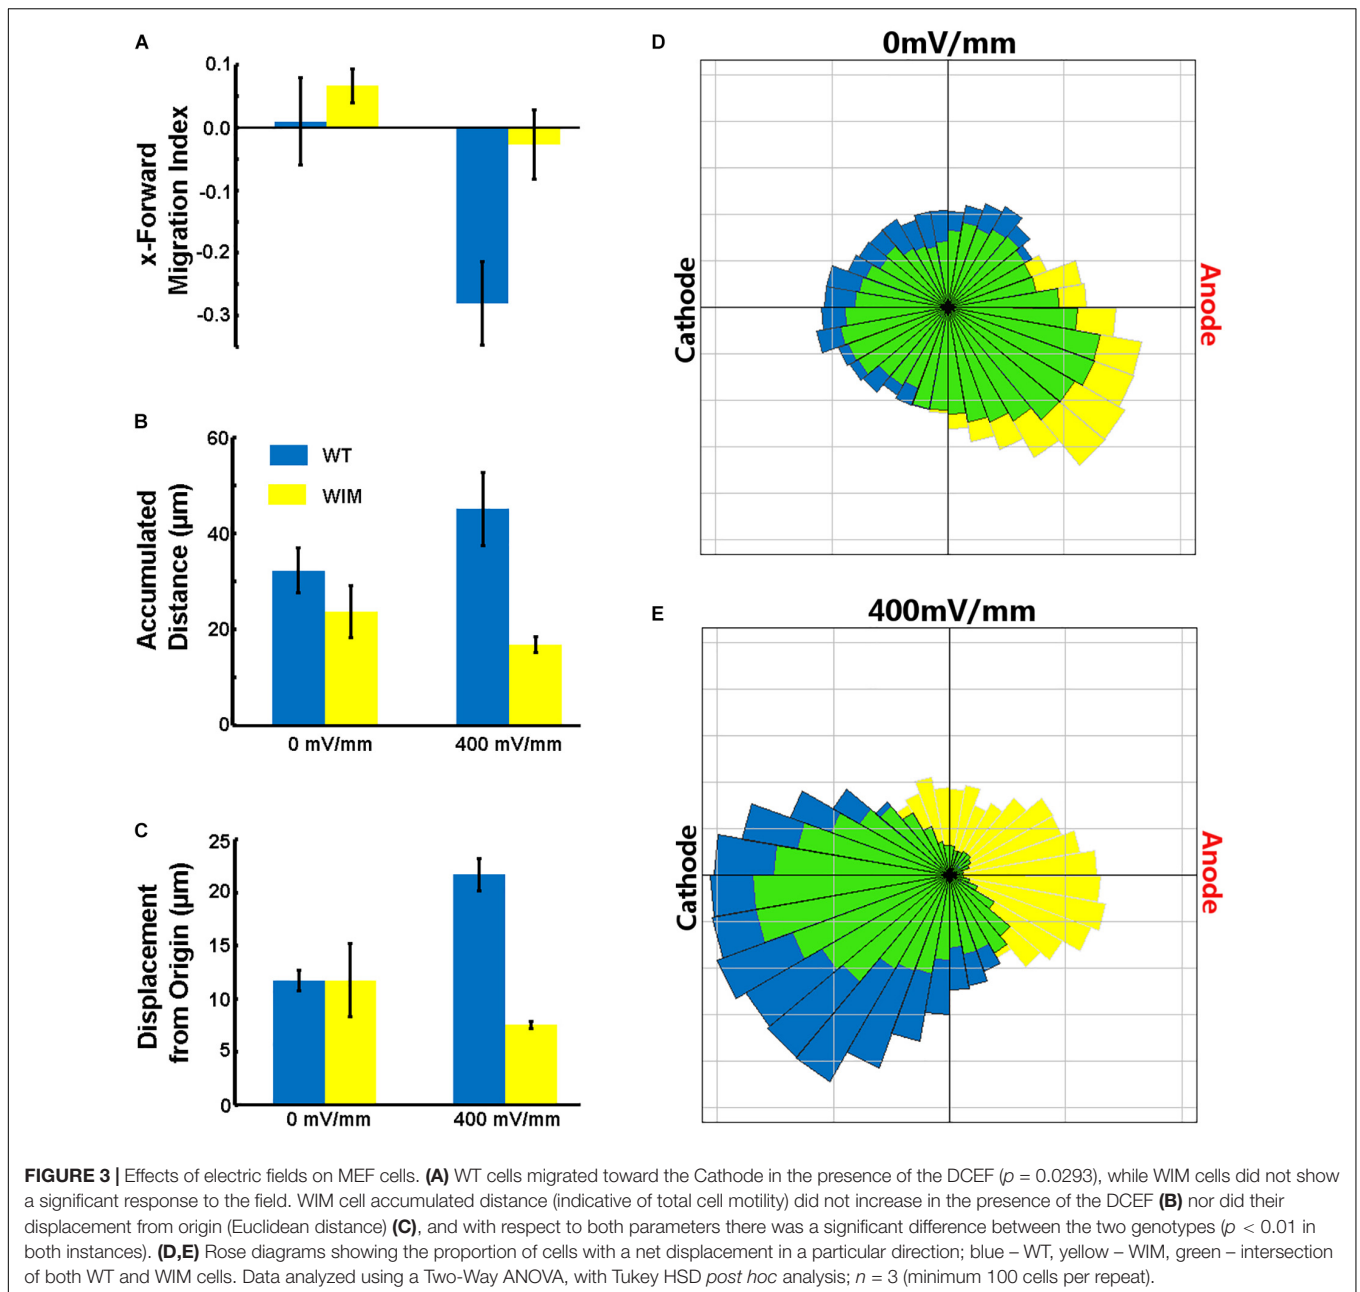 A
x-Forward
Migration Index
0.1
0.0
-0.1
-0.2
-0.3
B
Accumulated
Distance (µm)
60
40
20
0
WT
WIM
0 mV/mm
400 mV/mm
C
Displacement
from Origin (µm)
25
20
15
10
5
0
0 mV/mm
400 mV/mm
D
0mV/mm
Cathode
Anode
E
400mV/mm
Cathode
Anode
FIGURE 3 | Effects of electric fields on MEF cells. (A) WT cells migrated toward the Cathode in the presence of the DCEF (p = 0.0293), while WIM cells did not show
a significant response to the field. WIM cell accumulated distance (indicative of total cell motility) did not increase in the presence of the DCEF (B) nor did their
displacement from origin (Euclidean distance) (C), and with respect to both parameters there was a significant difference between the two genotypes (p < 0.01 in
both instances). (D,E) Rose diagrams showing the proportion of cells with a net displacement in a particular direction; blue – WT, yellow – WIM, green – intersection
of both WT and WIM cells. Data analyzed using a Two-Way ANOVA, with Tukey HSD post hoc analysis; n = 3 (minimum 100 cells per repeat).